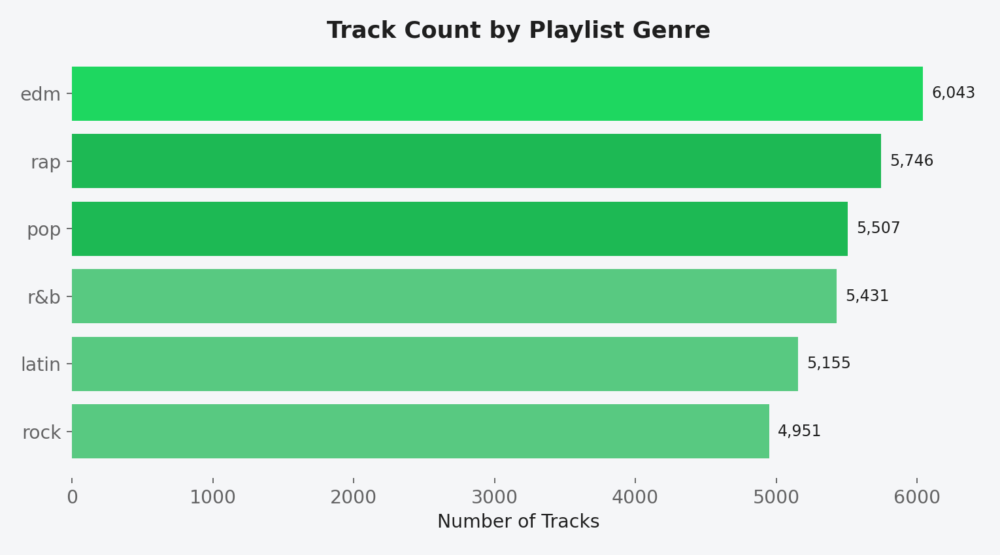 Track Count by Playlist Genre
edm 6,043
rap 5,746
pop 5,507
r&b 5,431
latin 5,155
rock 4,951
0 1000 2000 3000 4000 5000 6000
Number of Tracks